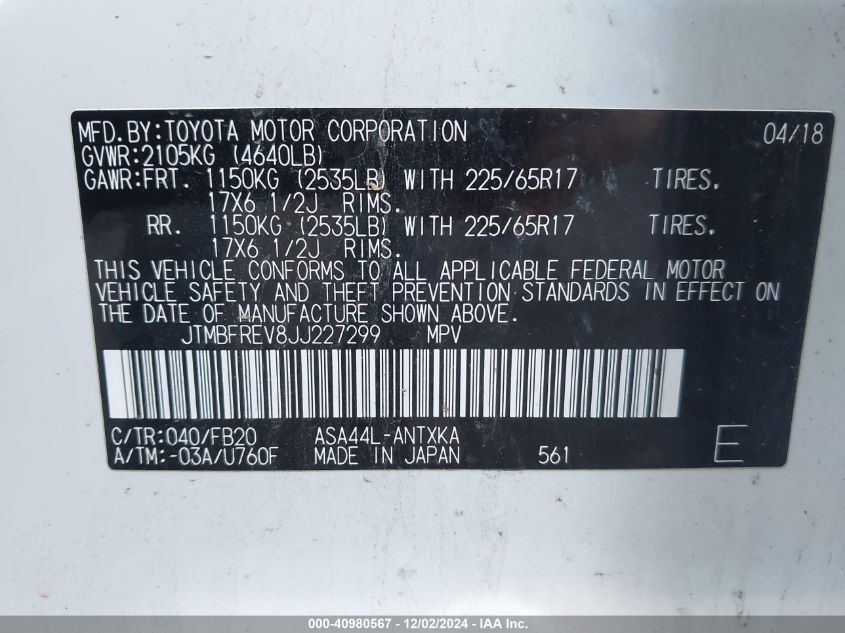 MFD.BY:TOYOTA MOTOR CORPORATION 04/18
GVWR:2105KG (4640LB)
GAWR:FRT. 1150KG (2535LB) WITH 225/65R17 TIRES.
17X6 1/2J RIMS.
RR. 1150KG (2535LB) WITH 225/65R17 TIRES.
17X6 1/2J RIMS.
THIS VEHICLE CONFORMS TO ALL APPLICABLE FEDERAL MOTOR
VEHICLE SAFETY AND THEFT PREVENTION STANDARDS IN EFFECT ON
THE DATE OF MANUFACTURE SHOWN ABOVE.
JTMBFREV8JJ227299 MPV
C/TR:040/FB20 ASA44L-ANTXKA
A/TM:-03A/U760F MADE IN JAPAN 561 E
000-40980567 - 12/02/2024 - IAA Inc.